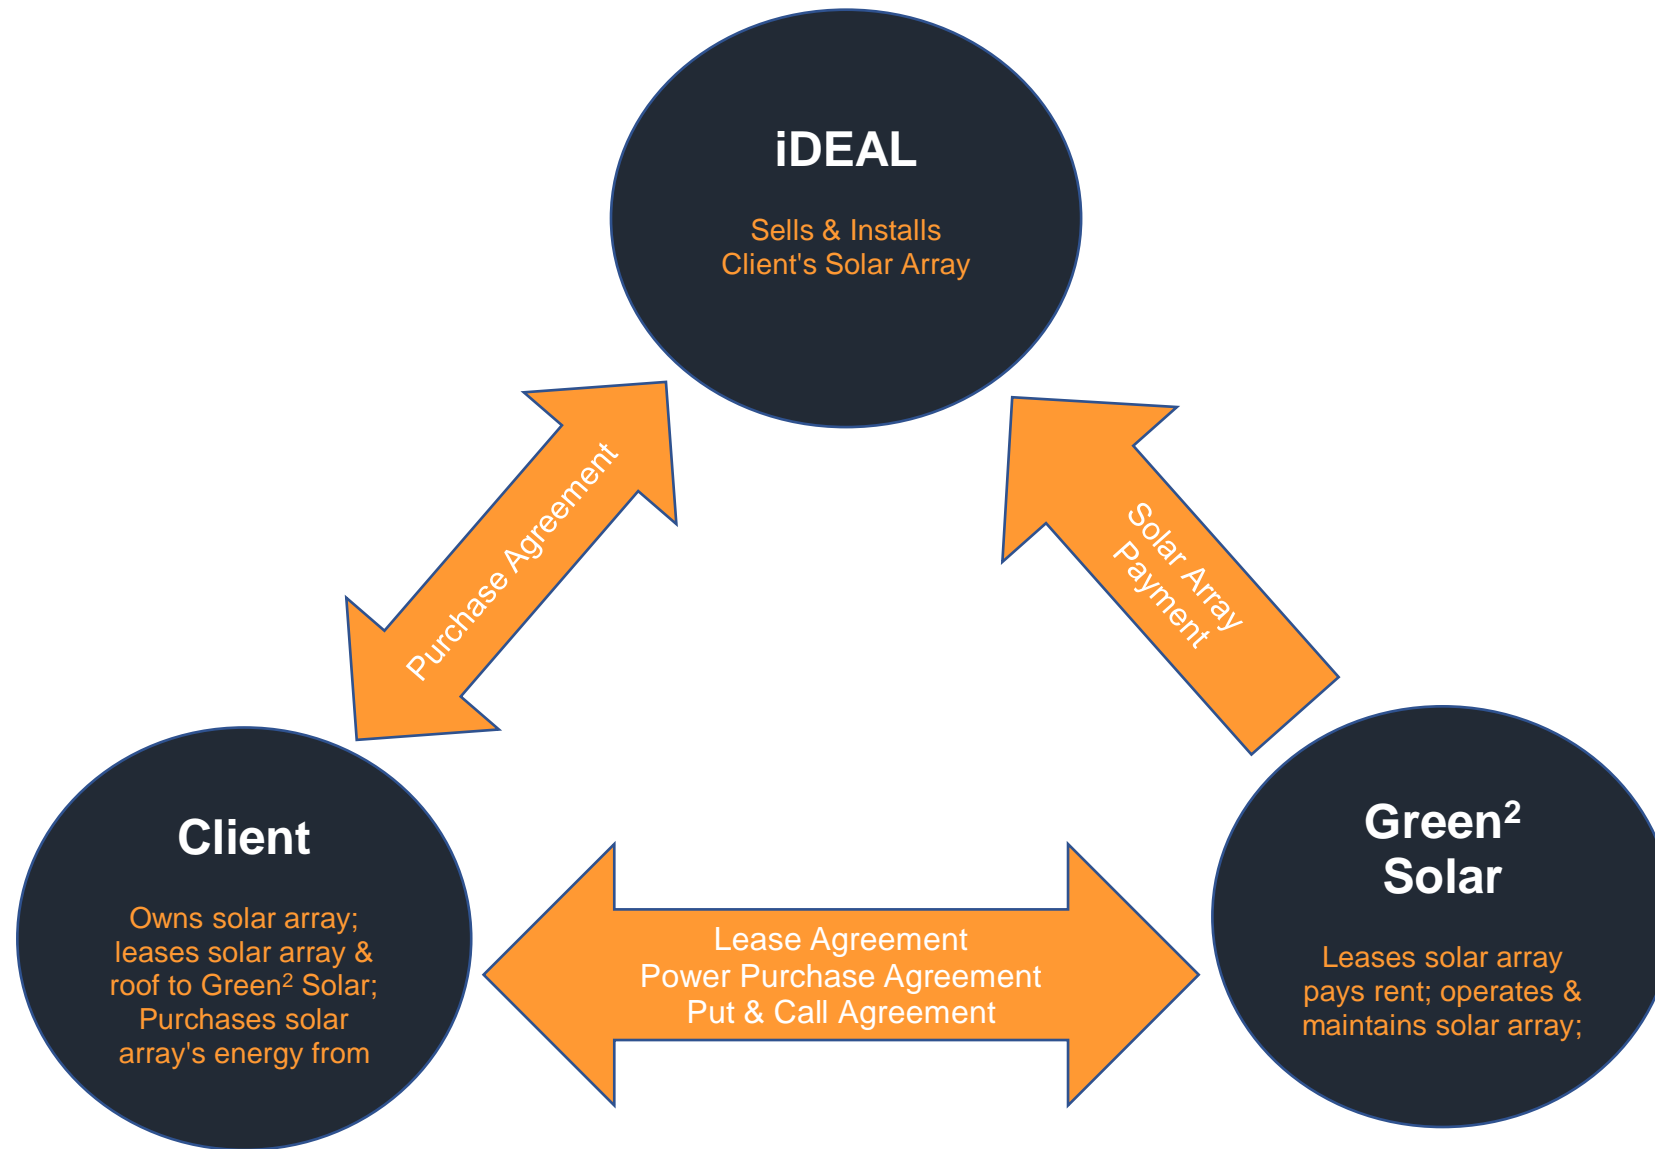 iDEAL
Sells & Installs
Client's Solar Array
Purchase Agreement
Solar Array
Payment
Client
Owns solar array;
leases solar array &
roof to Green² Solar;
Purchases solar
array's energy from
Lease Agreement
Power Purchase Agreement
Put & Call Agreement
Green²
Solar
Leases solar array
pays rent; operates &
maintains solar array;